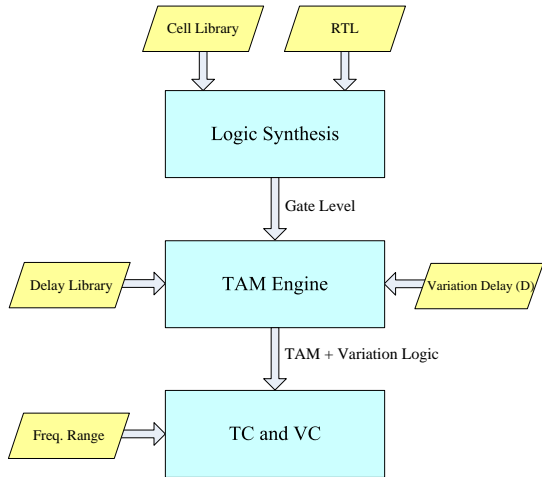 Cell Library
RTL
Logic Synthesis
Gate Level
Delay Library
TAM Engine
Variation Delay (D)
TAM + Variation Logic
Freq. Range
TC and VC